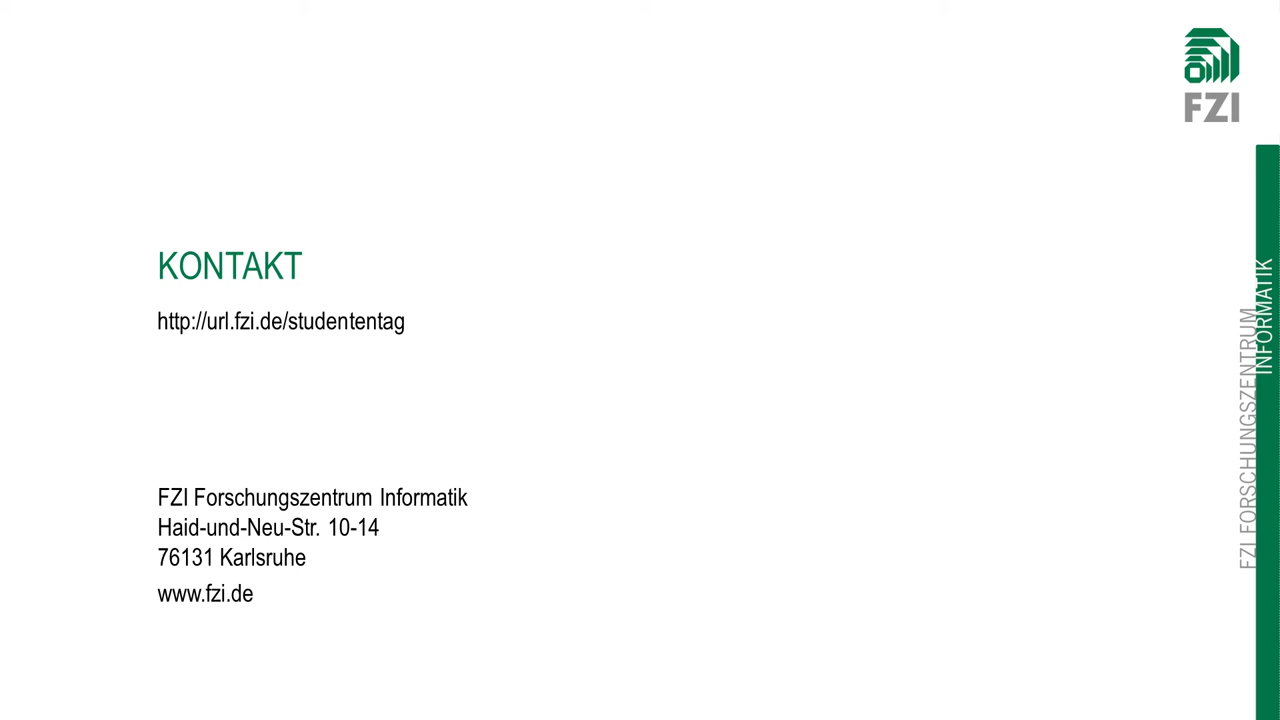 FZI
KONTAKT
http://url.fzi.de/studententag
FZI Forschungszentrum Informatik
Haid-und-Neu-Str. 10-14
76131 Karlsruhe
www.fzi.de
FZI FORSCHUNGSZENTRUM
INFORMATIK